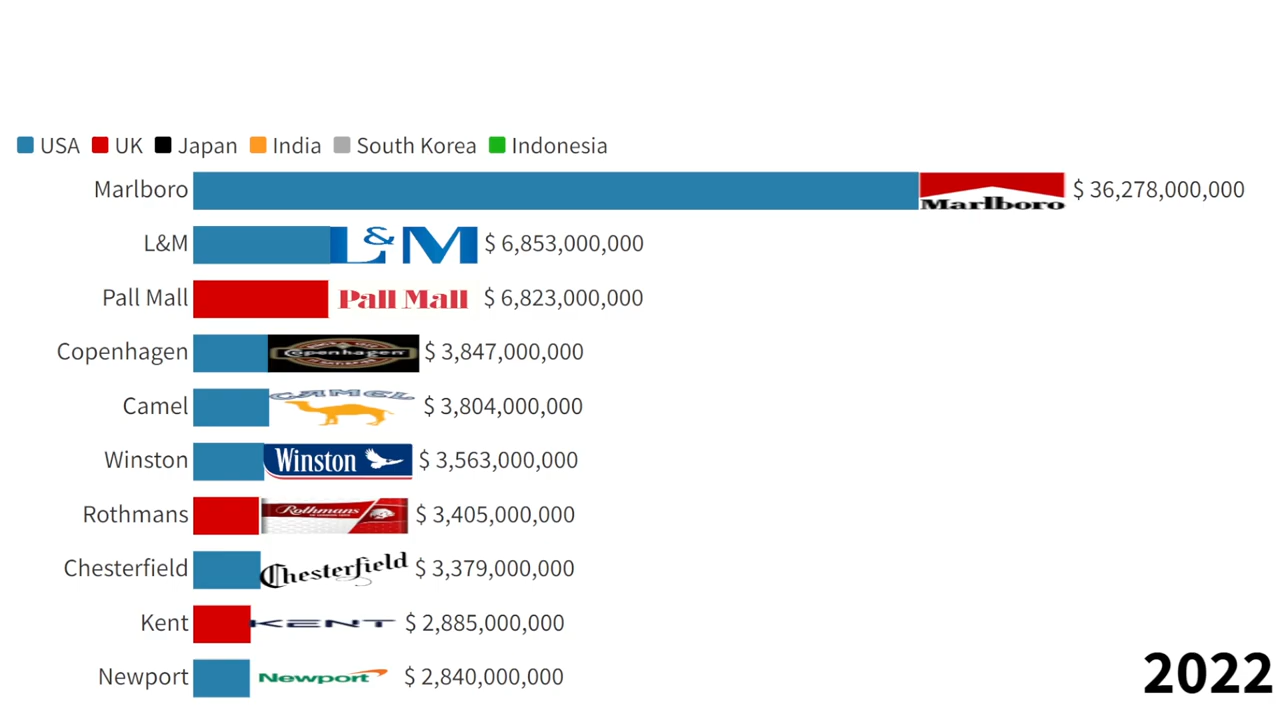 USA UK Japan India South Korea Indonesia
Marlboro Marlboro $ 36,278,000,000
L&M L&M $ 6,853,000,000
Pall Mall Pall Mall $ 6,823,000,000
Copenhagen Copenhagen $ 3,847,000,000
Camel CAMEL $ 3,804,000,000
Winston Winston $ 3,563,000,000
Rothmans Rothmans $ 3,405,000,000
Chesterfield Chesterfield $ 3,379,000,000
Kent KENT $ 2,885,000,000
Newport Newport $ 2,840,000,000
2022